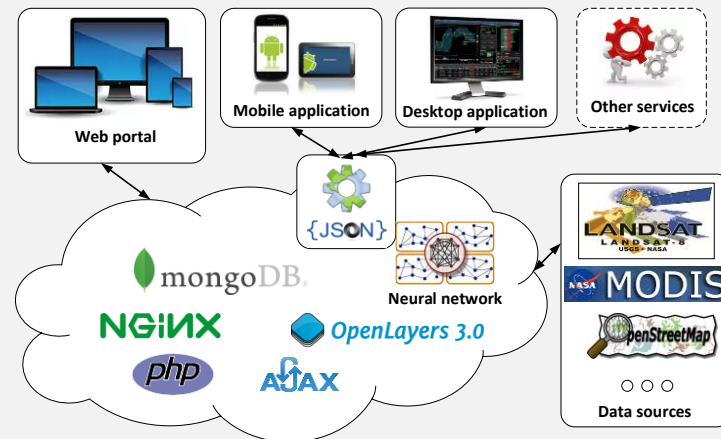 Web portal
Mobile application
Desktop application
Other services
{JSON}
LANDSAT
LANDSAT-8
USGS • NASA
mongoDB
Neural network
NASA
MODIS
NGiNX
OpenLayers 3.0
OpenStreetMap
php
AJAX
Data sources